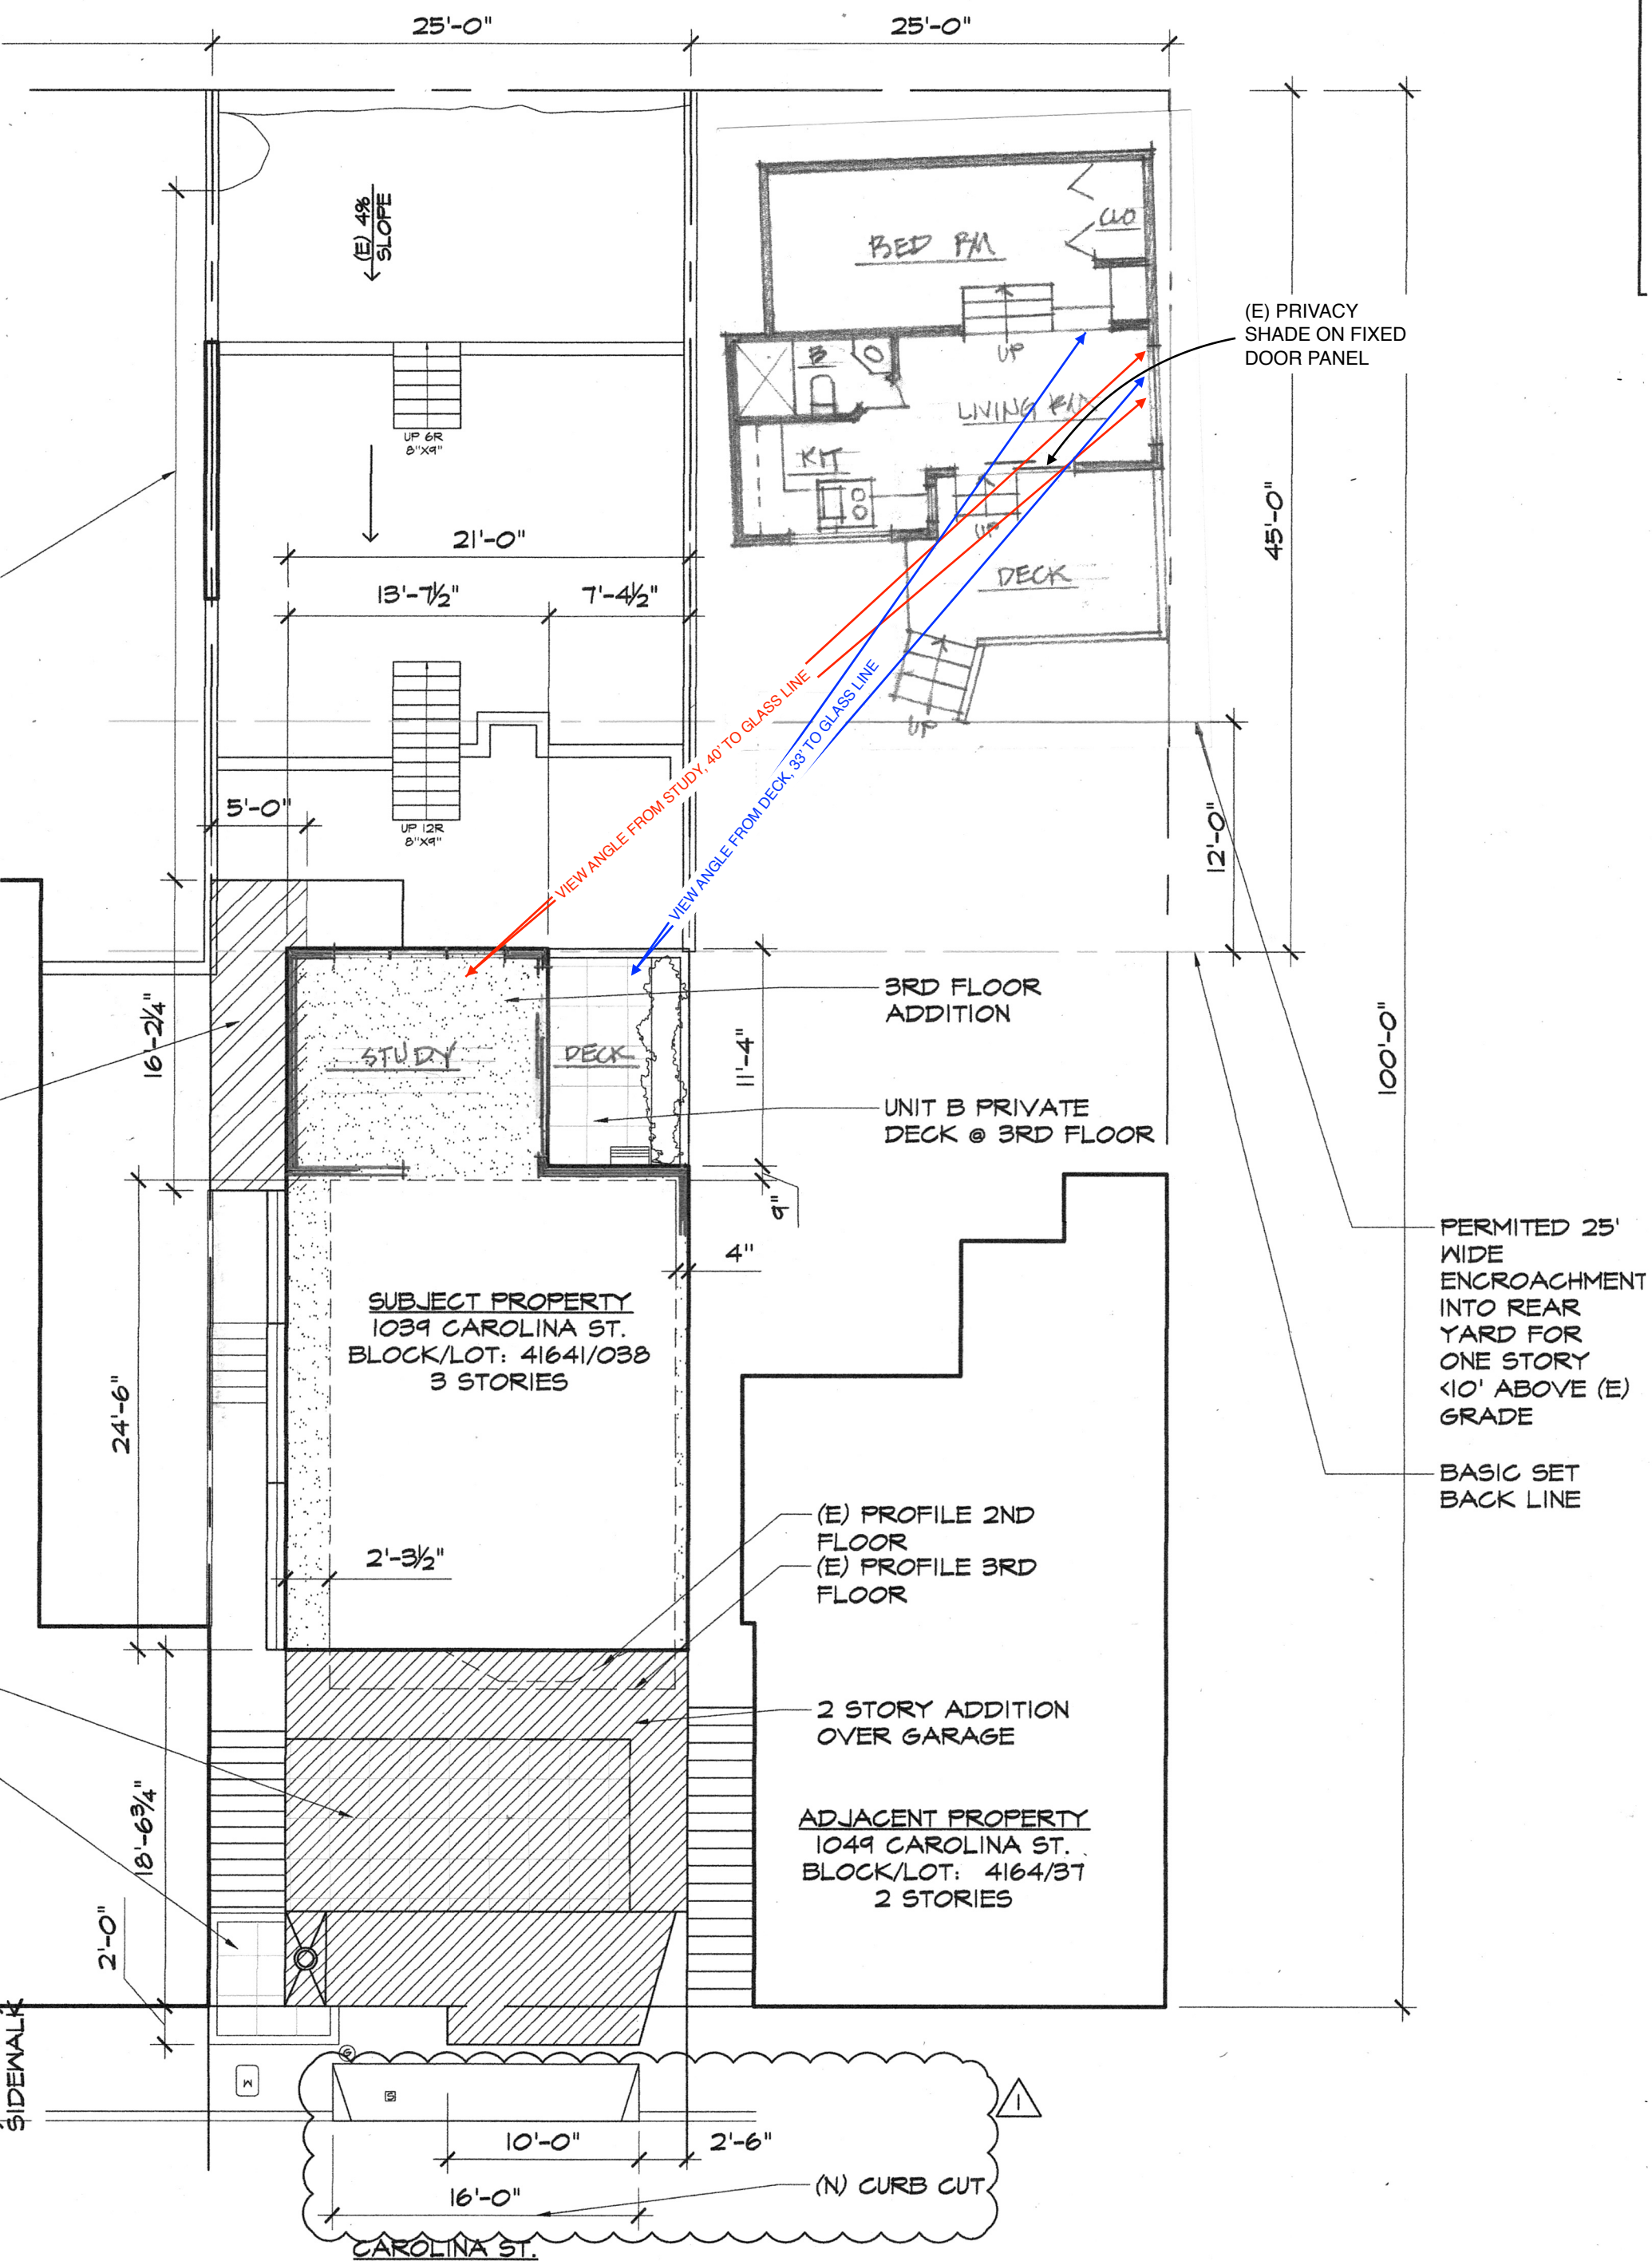 25'-0"
25'-0"
(E) 4%
SLOPE
BED RM
CLO
UP
B
LIVING RM
KIT
UP
DECK
UP
(E) PRIVACY
SHADE ON FIXED
DOOR PANEL
UP 6R
8"X9"
21'-0"
13'-7½"
7'-4½"
45'-0"
UP 12R
8"X9"
5'-0"
12'-0"
VIEW ANGLE FROM STUDY, 40' TO GLASS LINE
VIEW ANGLE FROM DECK, 33' TO GLASS LINE
16'-2¼"
STUDY
DECK
3RD FLOOR
ADDITION
11'-4"
UNIT B PRIVATE
DECK @ 3RD FLOOR
100'-0"
9"
4"
PERMITED 25'
WIDE
ENCROACHMENT
INTO REAR
YARD FOR
ONE STORY
<10' ABOVE (E)
GRADE
SUBJECT PROPERTY
1039 CAROLINA ST.
BLOCK/LOT: 41641/038
3 STORIES
24'-6"
BASIC SET
BACK LINE
(E) PROFILE 2ND
FLOOR
(E) PROFILE 3RD
FLOOR
2'-3½"
2 STORY ADDITION
OVER GARAGE
18'-6¾"
ADJACENT PROPERTY
1049 CAROLINA ST.
BLOCK/LOT: 4164/37
2 STORIES
2'-0"
SIDEWALK
G
W
S
1
10'-0"
2'-6"
16'-0"
(N) CURB CUT
CAROLINA ST.